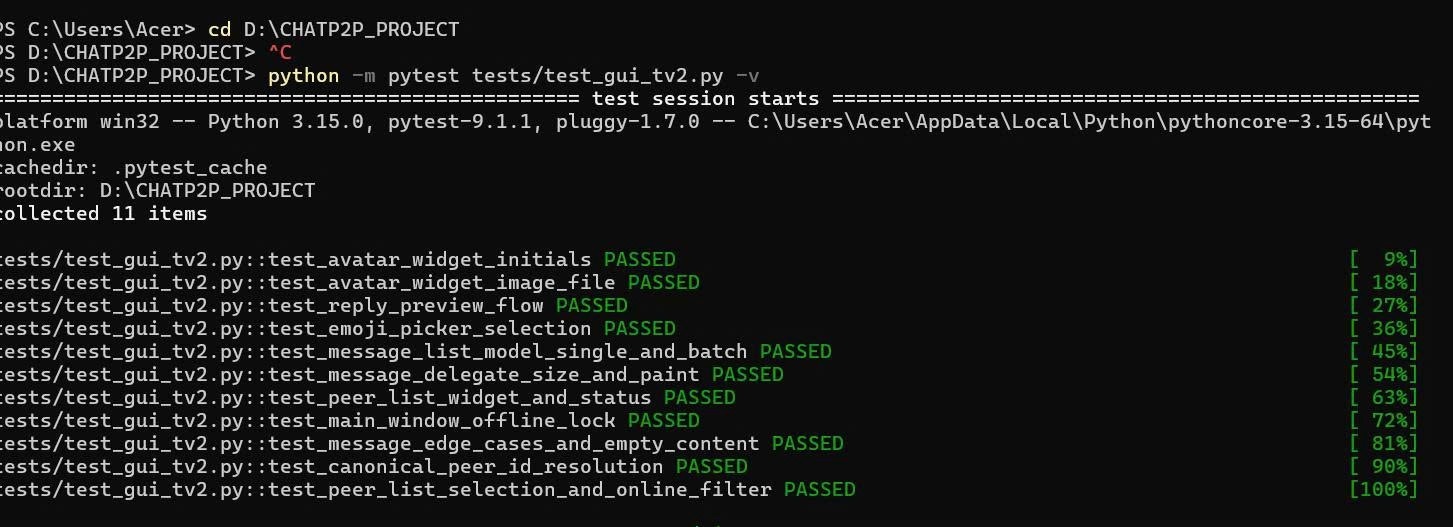 PS C:\Users\Acer> cd D:\CHATP2P_PROJECT
PS D:\CHATP2P_PROJECT> ^C
PS D:\CHATP2P_PROJECT> python -m pytest tests/test_gui_tv2.py -v
================================================ test session starts =================================================
platform win32 -- Python 3.15.0, pytest-9.1.1, pluggy-1.7.0 -- C:\Users\Acer\AppData\Local\Python\pythoncore-3.15-64\pyt
hon.exe
cachedir: .pytest_cache
rootdir: D:\CHATP2P_PROJECT
collected 11 items
tests/test_gui_tv2.py::test_avatar_widget_initials PASSED [  9%]
tests/test_gui_tv2.py::test_avatar_widget_image_file PASSED [ 18%]
tests/test_gui_tv2.py::test_reply_preview_flow PASSED [ 27%]
tests/test_gui_tv2.py::test_emoji_picker_selection PASSED [ 36%]
tests/test_gui_tv2.py::test_message_list_model_single_and_batch PASSED [ 45%]
tests/test_gui_tv2.py::test_message_delegate_size_and_paint PASSED [ 54%]
tests/test_gui_tv2.py::test_peer_list_widget_and_status PASSED [ 63%]
tests/test_gui_tv2.py::test_main_window_offline_lock PASSED [ 72%]
tests/test_gui_tv2.py::test_message_edge_cases_and_empty_content PASSED [ 81%]
tests/test_gui_tv2.py::test_canonical_peer_id_resolution PASSED [ 90%]
tests/test_gui_tv2.py::test_peer_list_selection_and_online_filter PASSED [100%]